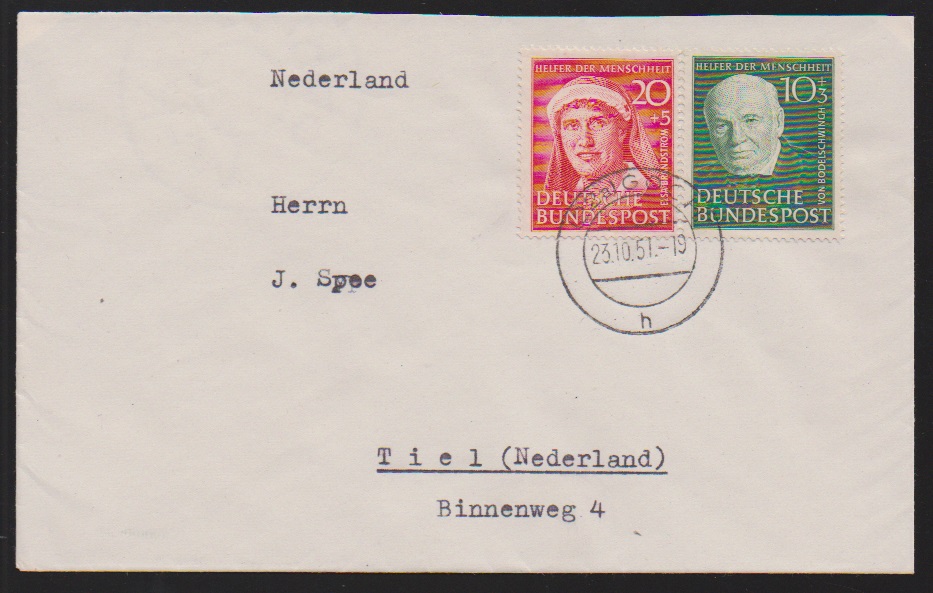 Nederland
HELFER DER MENSCHHEIT
20
+5
ELSA BRÄNDSTRÖM
DEUTSCHE
BUNDESPOST
HELFER DER MENSCHHEIT
10+3
VON BODELSCHWINGH
DEUTSCHE
BUNDESPOST
Herrn
23.10.51.-19
h
J. Spee
T i e l (Nederland)
Binnenweg 4